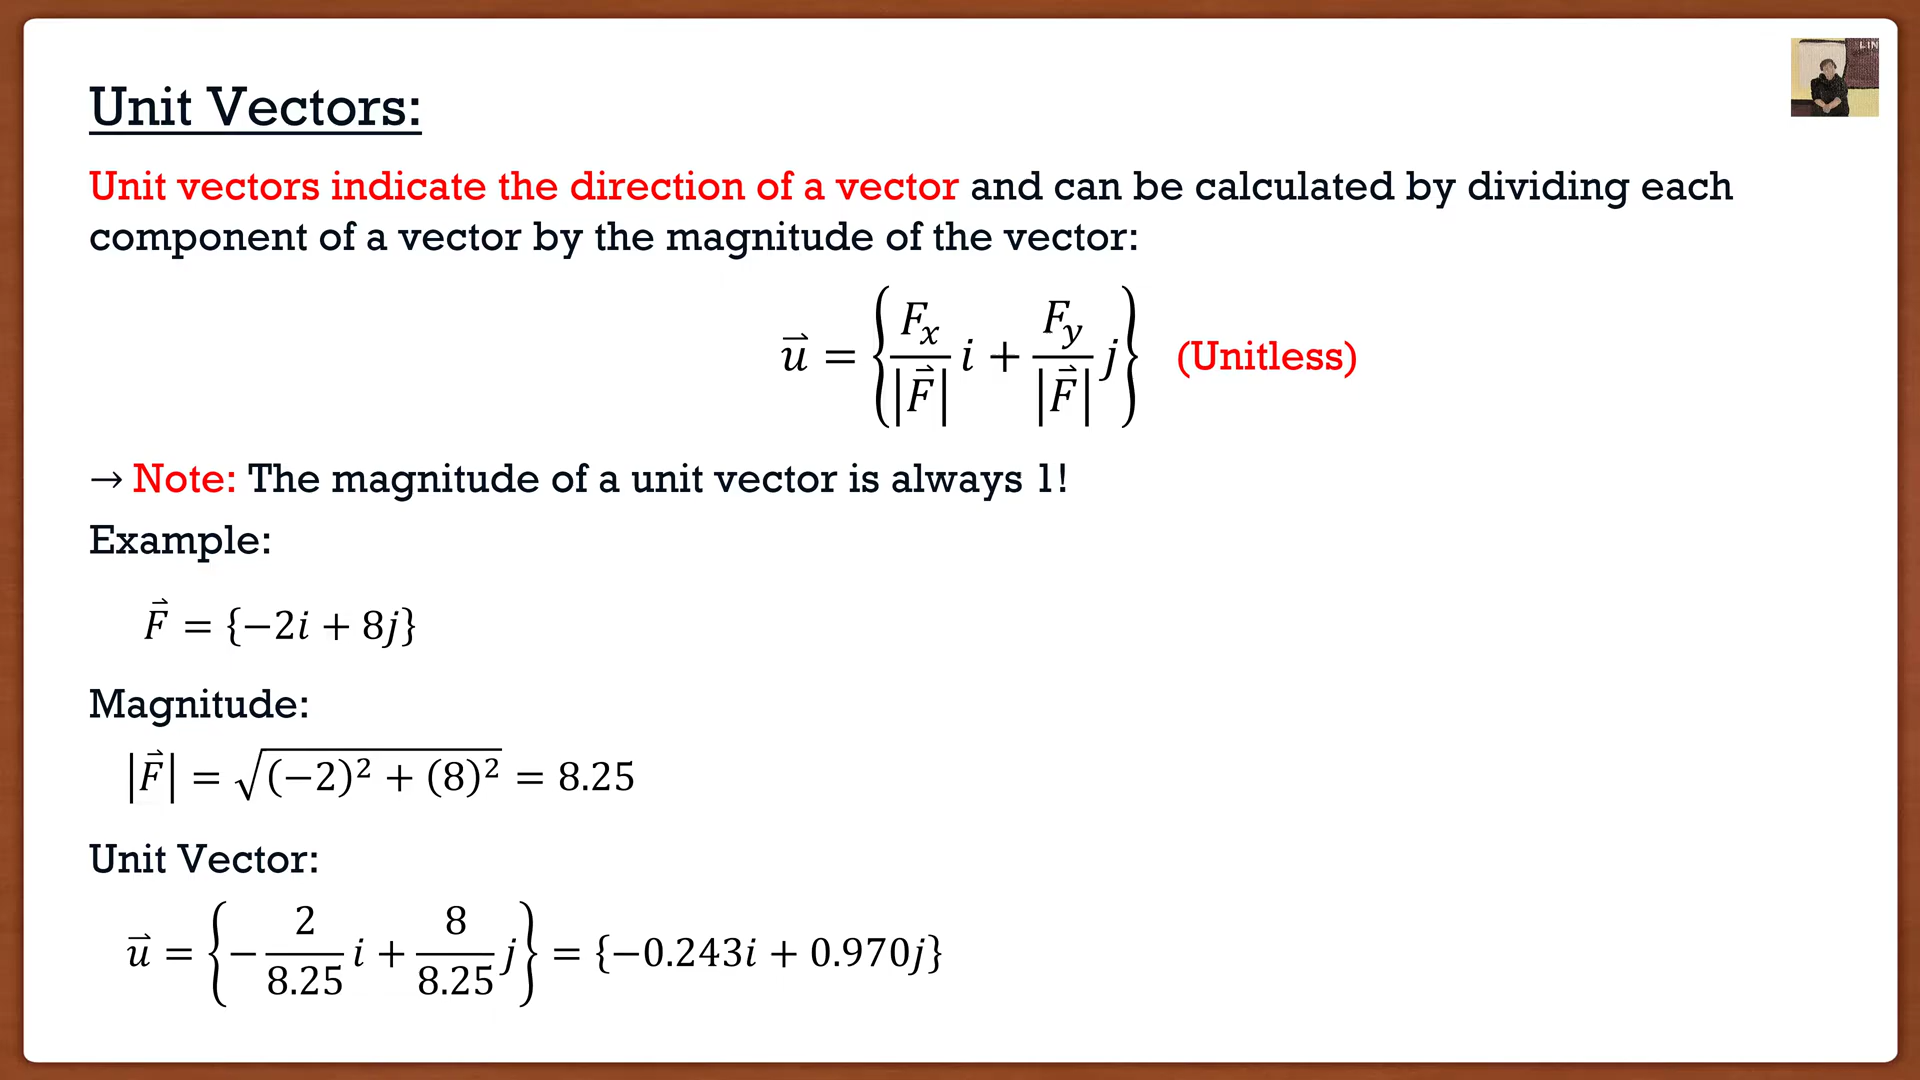 LIN
Unit Vectors:
Unit vectors indicate the direction of a vector and can be calculated by dividing each
component of a vector by the magnitude of the vector:
u⃗ = {Fₓ/|F⃗| i + F_y/|F⃗| j} (Unitless)
→ Note: The magnitude of a unit vector is always 1!
Example:
F⃗ = {−2i + 8j}
Magnitude:
|F⃗| = √((−2)² + (8)²) = 8.25
Unit Vector:
u⃗ = {−2/8.25 i + 8/8.25 j} = {−0.243i + 0.970j}